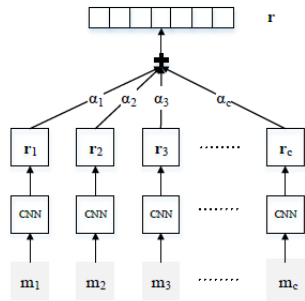 r
α1 α2 α3 αc
r1 r2 r3 ......... rc
CNN CNN CNN ......... CNN
m1 m2 m3 ......... mc